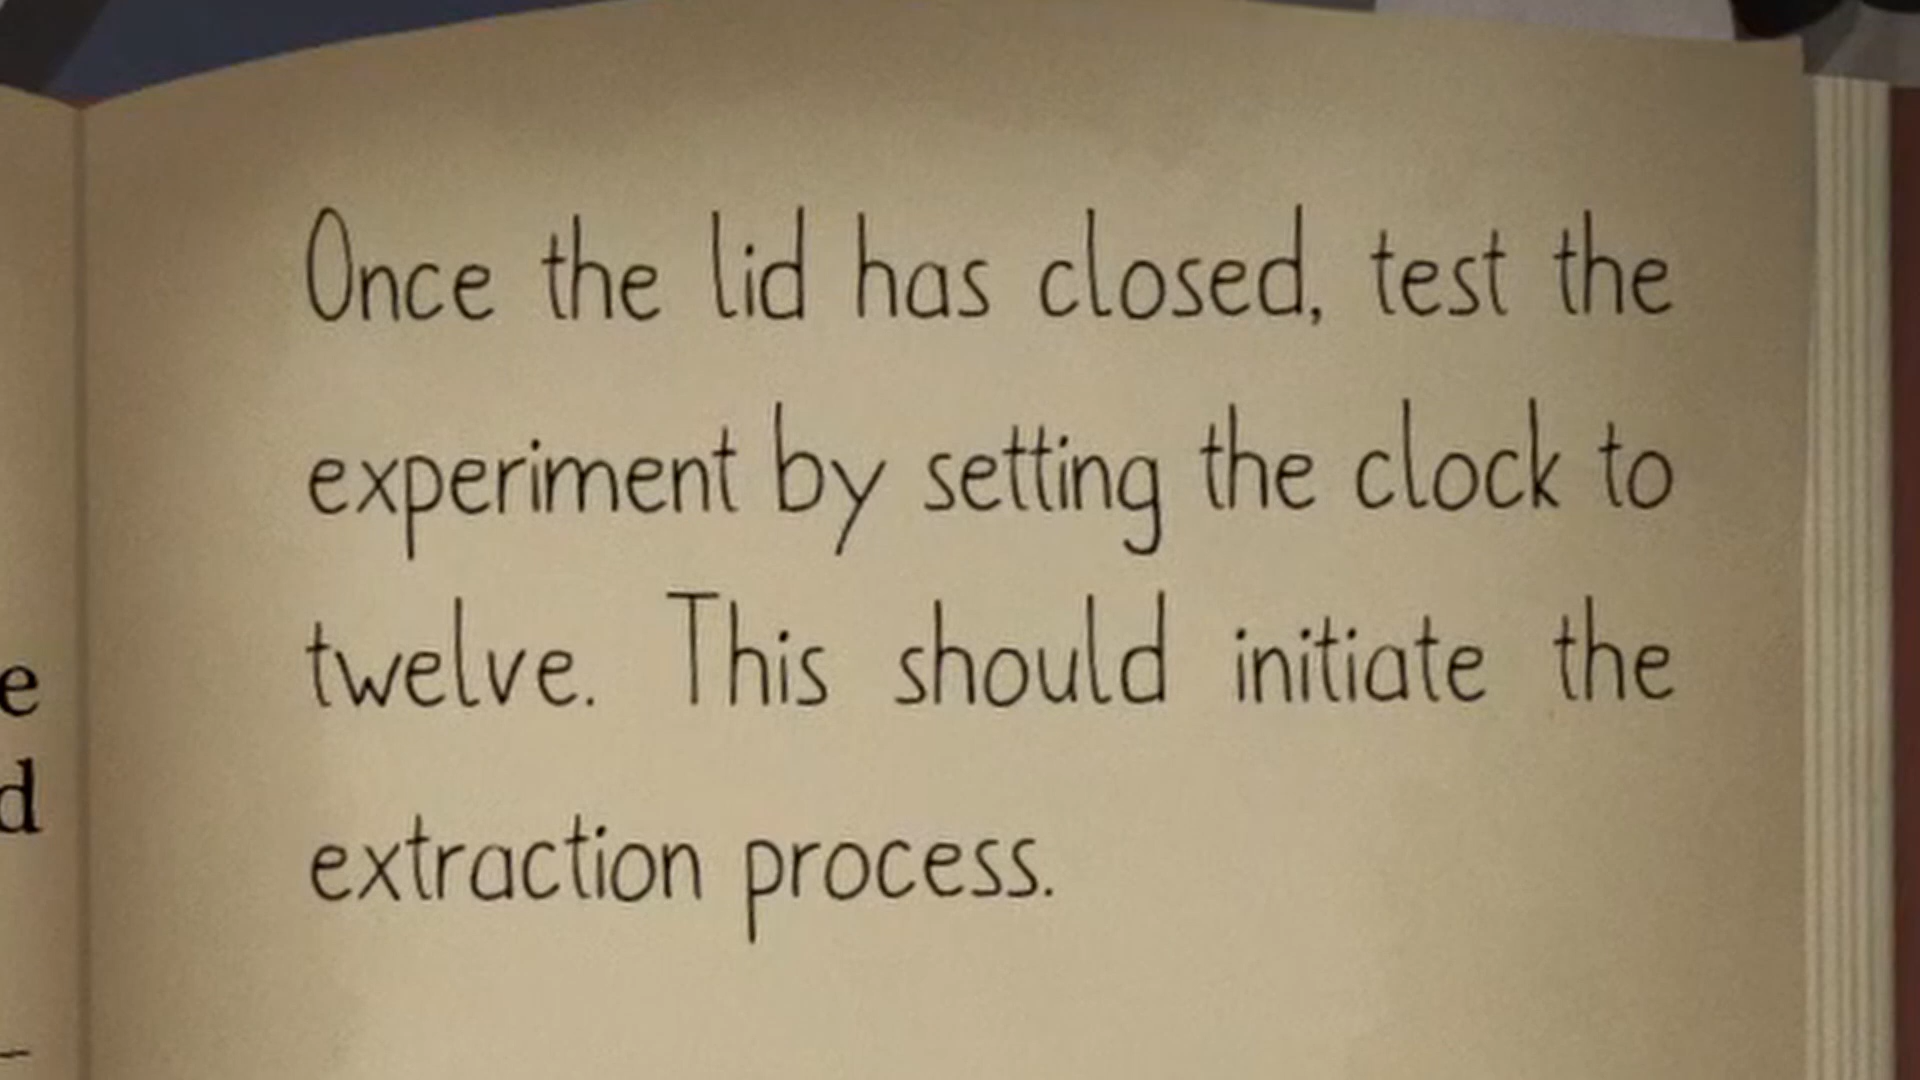 Once the lid has closed, test the
experiment by setting the clock to
twelve. This should initiate the
extraction process.
e
d